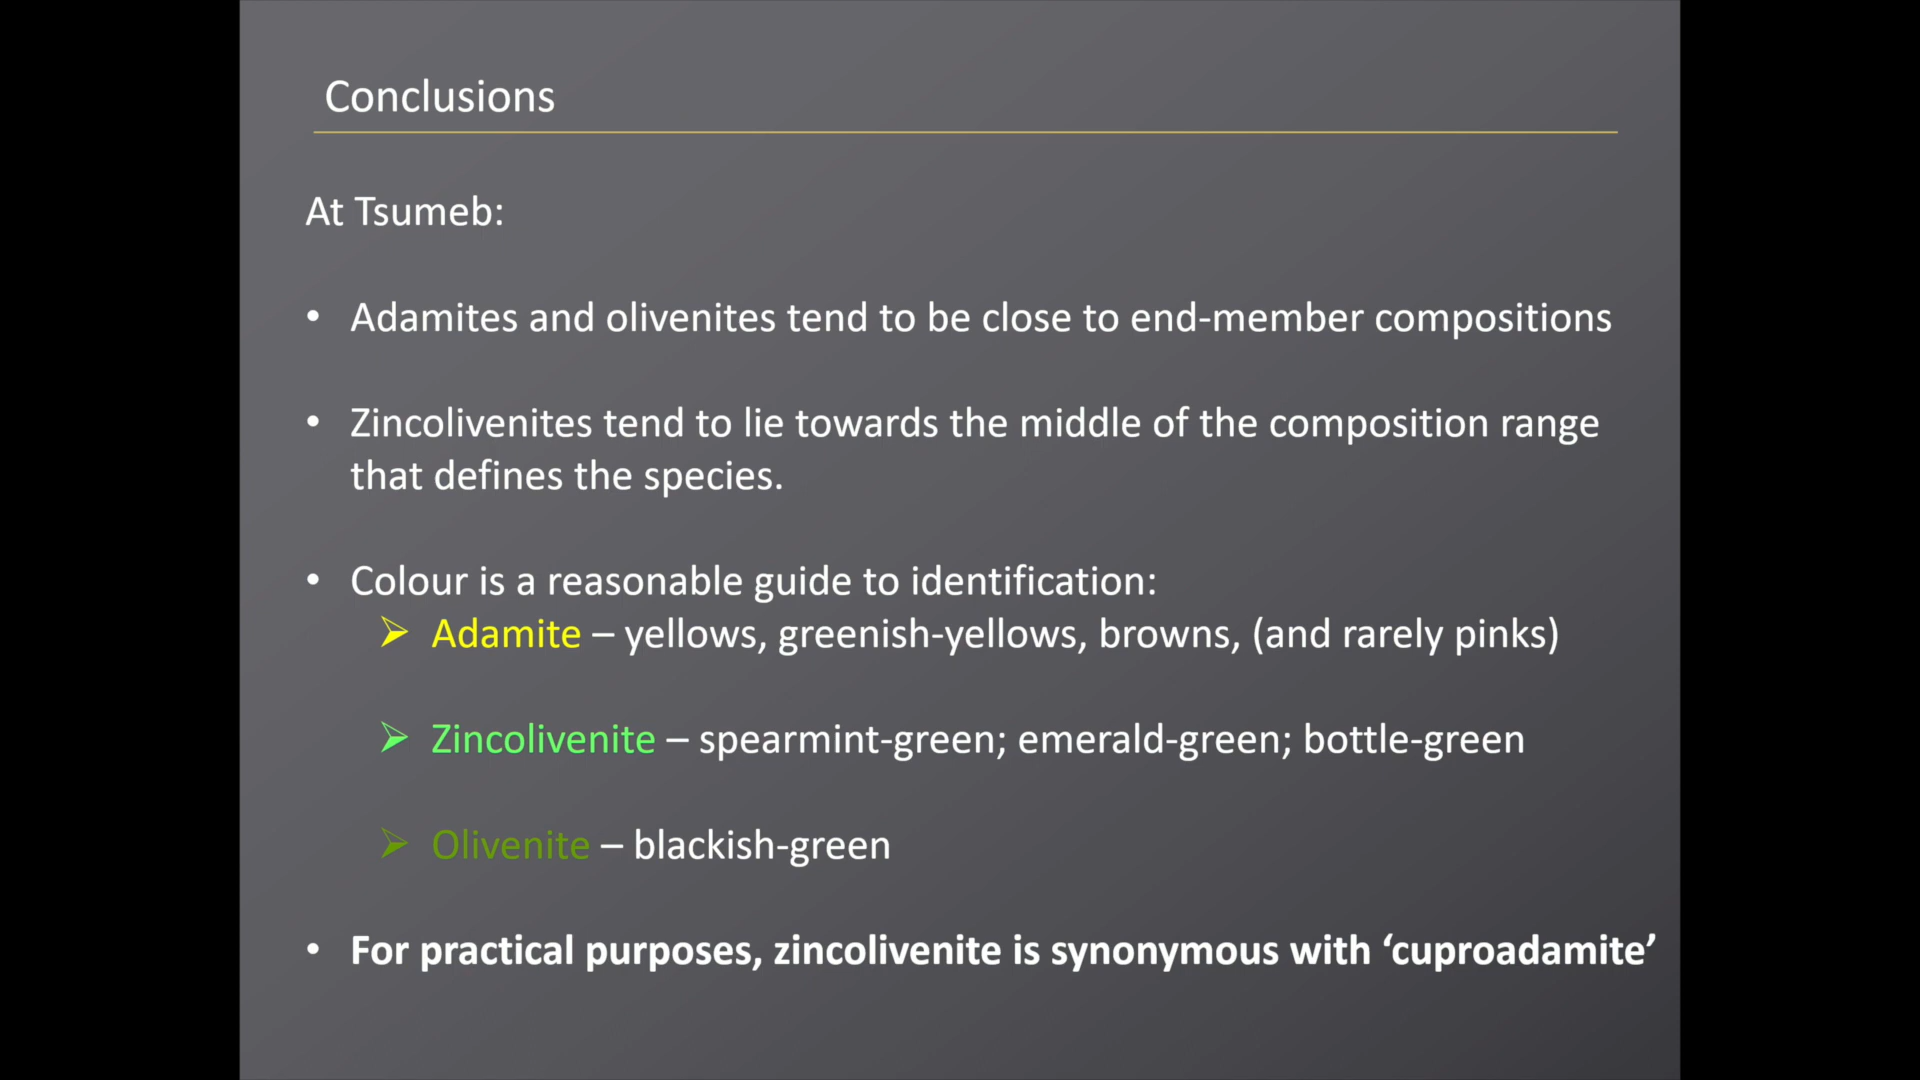 Conclusions
At Tsumeb:
• Adamites and olivenites tend to be close to end-member compositions
• Zincolivenites tend to lie towards the middle of the composition range
that defines the species.
• Colour is a reasonable guide to identification:
➢ Adamite – yellows, greenish-yellows, browns, (and rarely pinks)
➢ Zincolivenite – spearmint-green; emerald-green; bottle-green
➢ Olivenite – blackish-green
• For practical purposes, zincolivenite is synonymous with ‘cuproadamite’